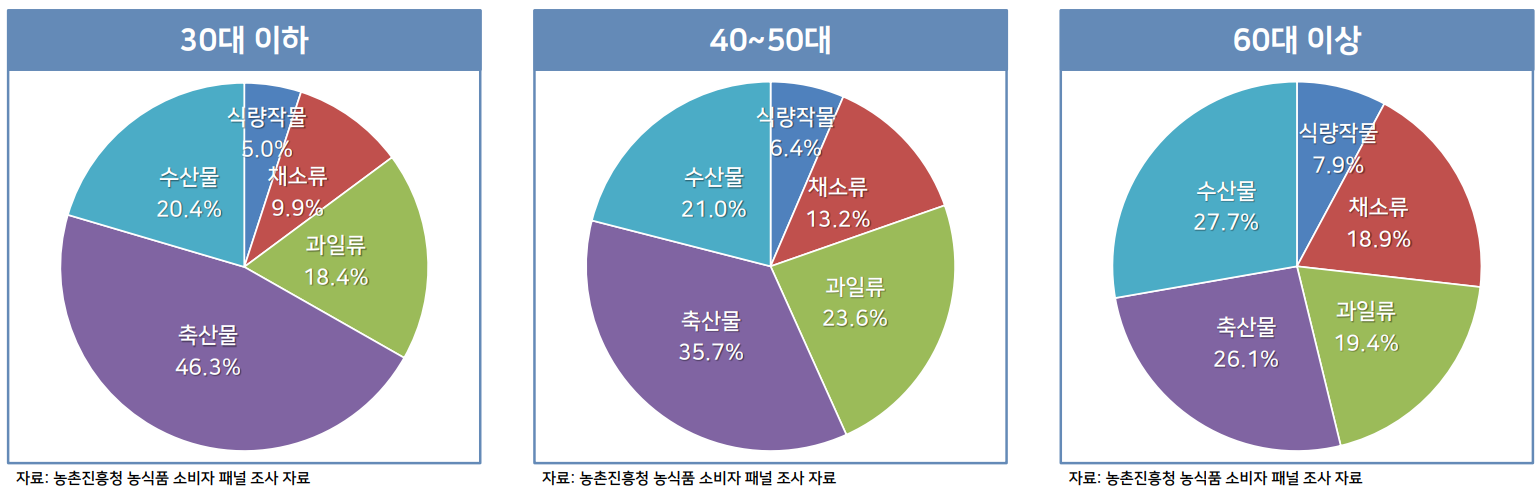 30대 이하
식량작물
5.0%
채소류
9.9%
수산물
20.4%
과일류
18.4%
축산물
46.3%
자료: 농촌진흥청 농식품 소비자 패널 조사 자료
40~50대
식량작물
6.4%
수산물
21.0%
채소류
13.2%
과일류
23.6%
축산물
35.7%
자료: 농촌진흥청 농식품 소비자 패널 조사 자료
60대 이상
식량작물
7.9%
수산물
27.7%
채소류
18.9%
과일류
19.4%
축산물
26.1%
자료: 농촌진흥청 농식품 소비자 패널 조사 자료